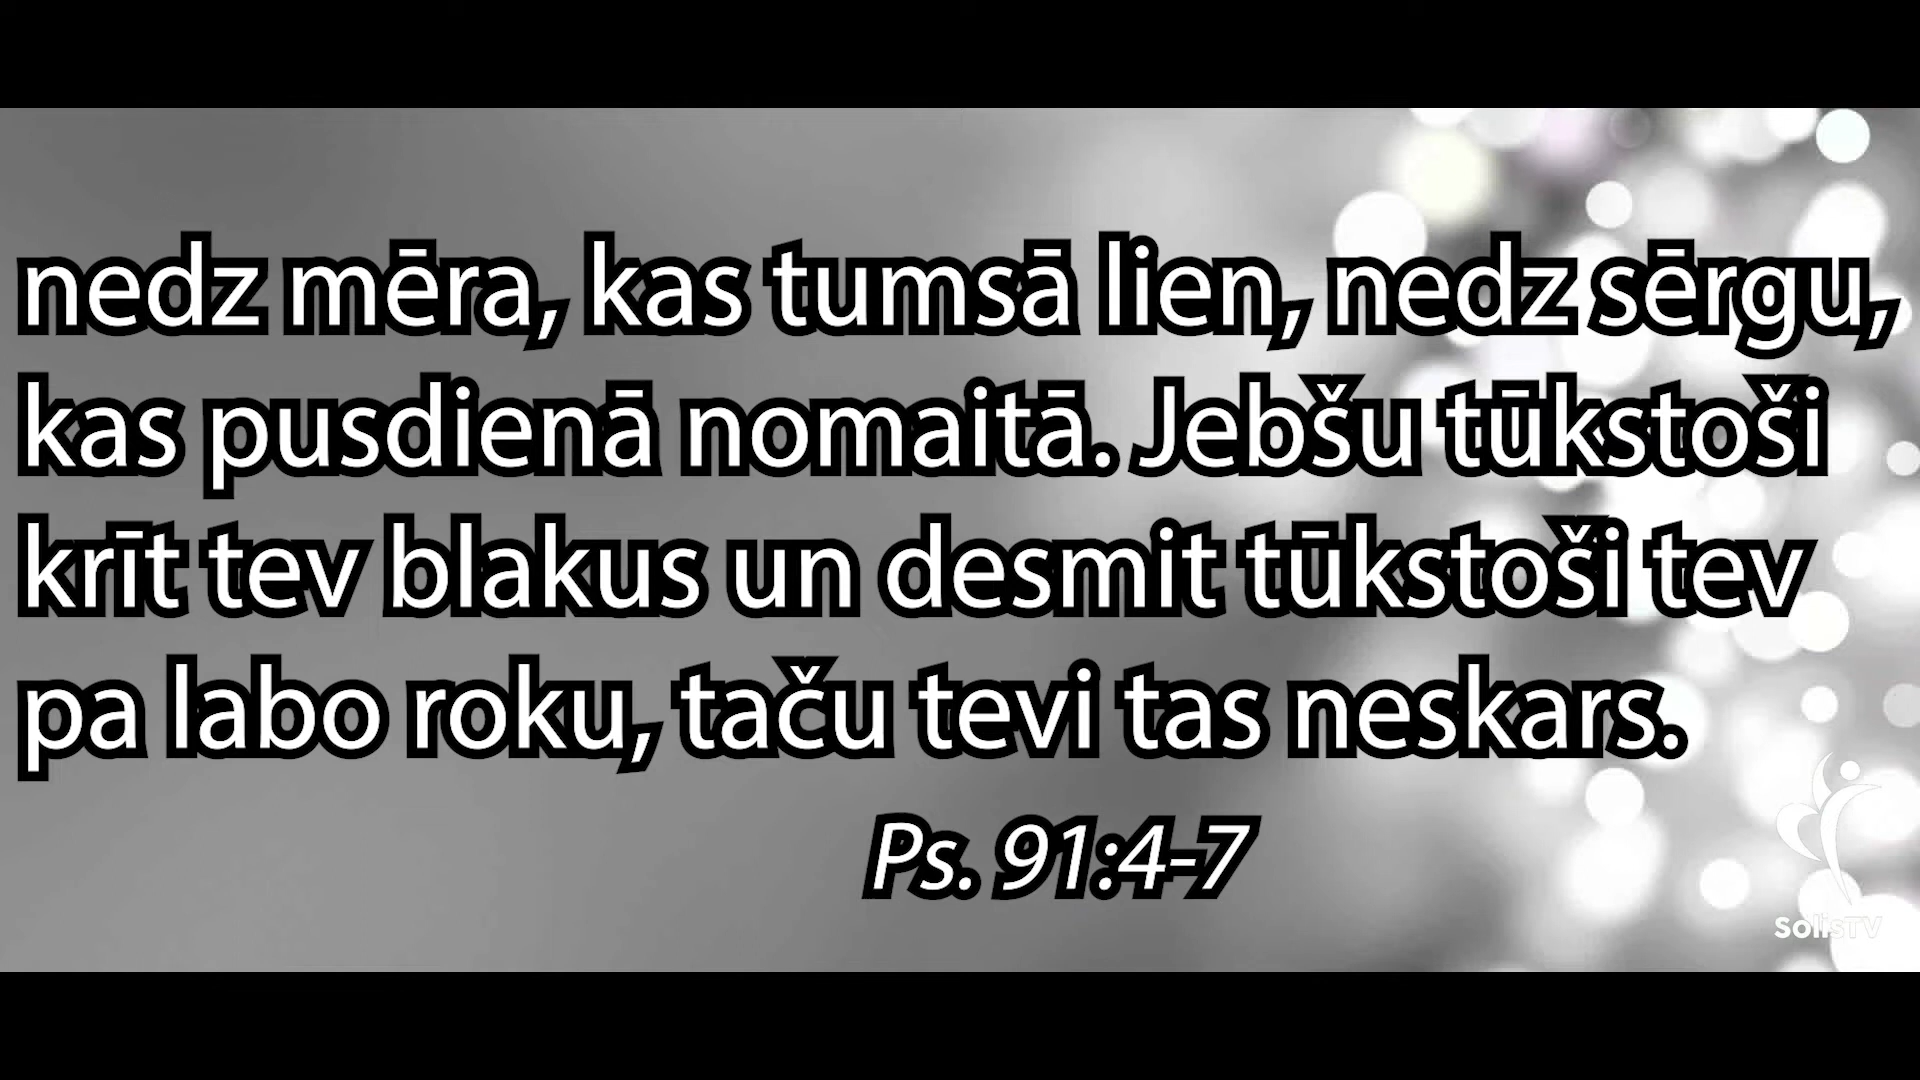 nedz mēra, kas tumsā lien, nedz sērgu,
kas pusdienā nomaitā. Jebšu tūkstoši
krīt tev blakus un desmit tūkstoši tev
pa labo roku, taču tevi tas neskars.
Ps. 91:4-7
SolisTV